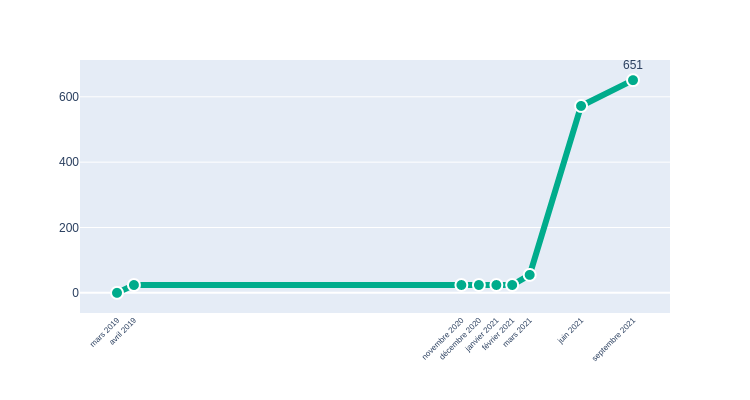 651
600
400
200
0
mars 2019
avril 2019
novembre 2020
décembre 2020
janvier 2021
février 2021
mars 2021
juin 2021
septembre 2021